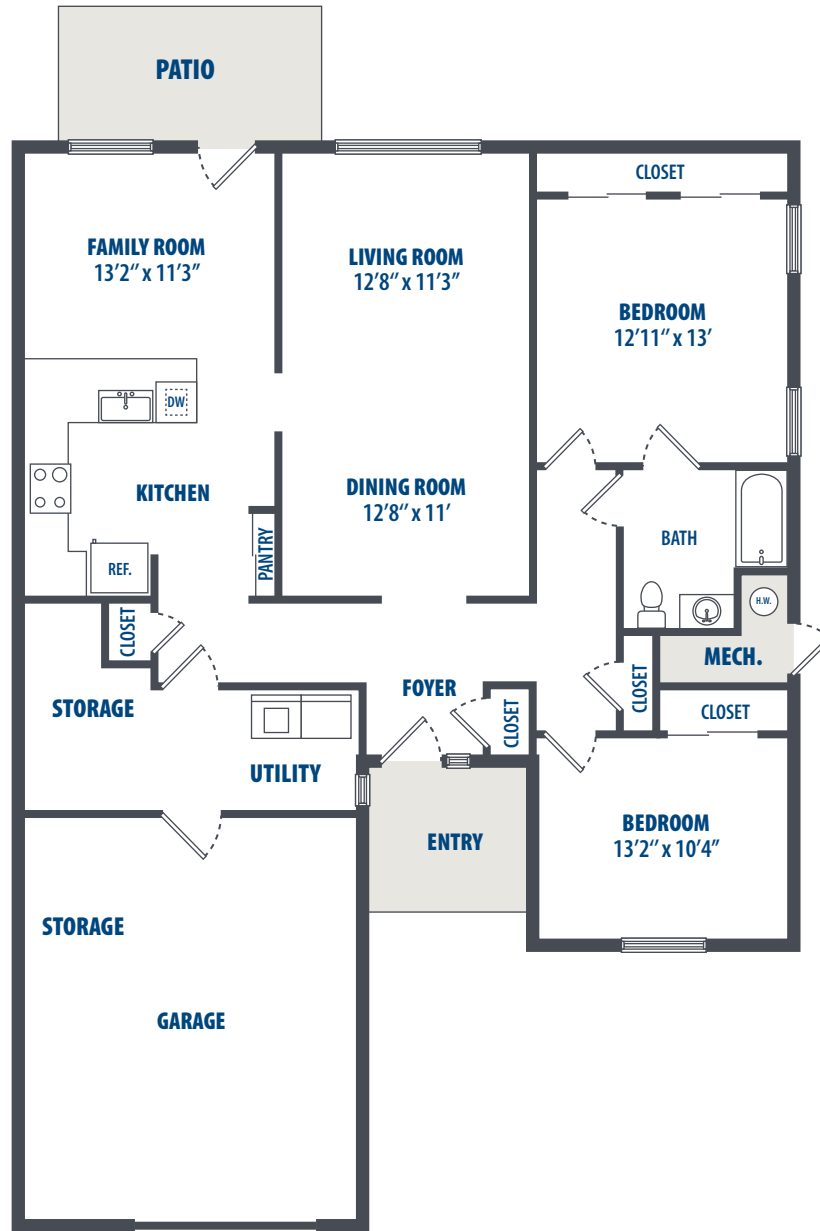 PATIO
CLOSET
FAMILY ROOM
13'2" x 11'3"
LIVING ROOM
12'8" x 11'3"
BEDROOM
12'11" x 13'
DW
KITCHEN
DINING ROOM
12'8" x 11'
PANTRY
BATH
REF.
H.W.
CLOSET
MECH.
CLOSET
FOYER
STORAGE
CLOSET
CLOSET
UTILITY
BEDROOM
13'2" x 10'4"
ENTRY
STORAGE
GARAGE